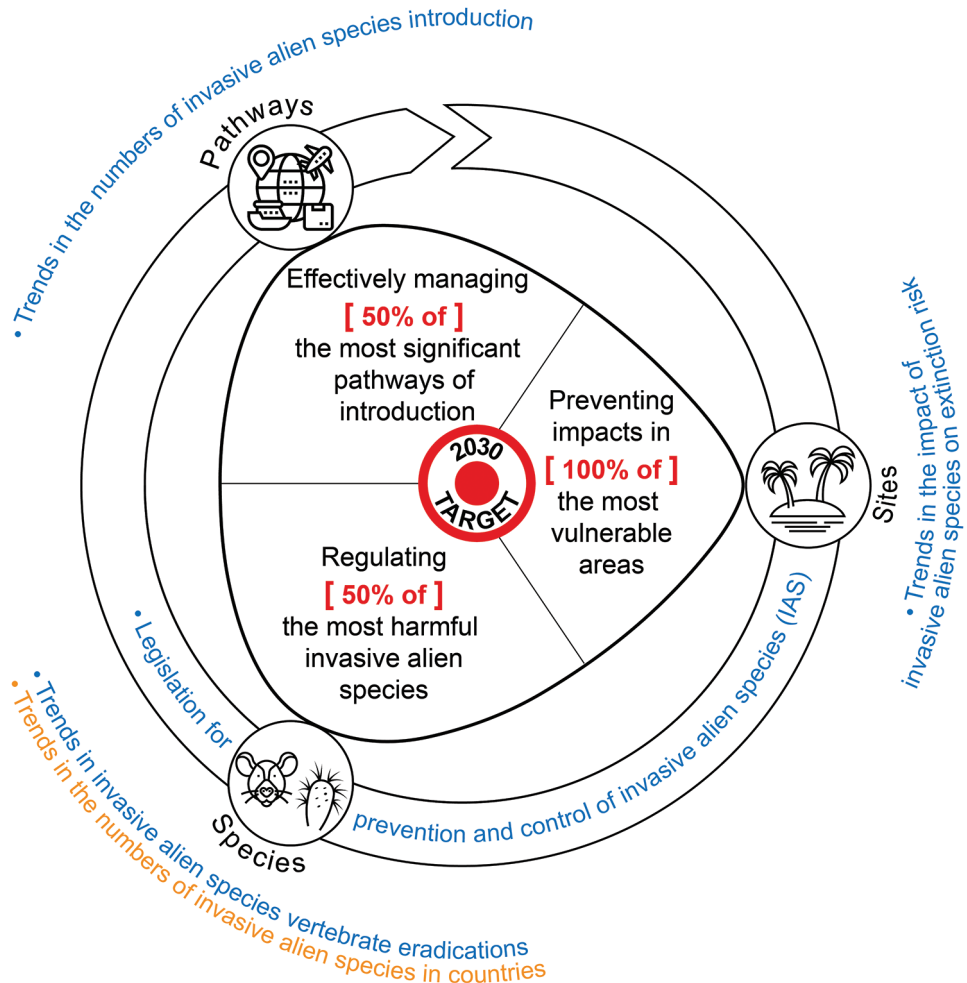 • Trends in the numbers of invasive alien species introduction
Pathways
Effectively managing
[ 50% of ]
the most significant
pathways of
introduction
Preventing
impacts in
[ 100% of ]
the most
vulnerable
areas
2030
TARGET
Regulating
[ 50% of ]
the most harmful
invasive alien
species
Sites
• Trends in the impact of
invasive alien species on extinction risk
• Legislation for
prevention and control of invasive alien species (IAS)
Species
• Trends in invasive alien species vertebrate eradications
• Trends in the numbers of invasive alien species in countries